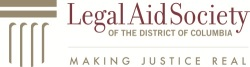 Legal Aid Society
OF THE DISTRICT OF COLUMBIA
MAKING JUSTICE REAL